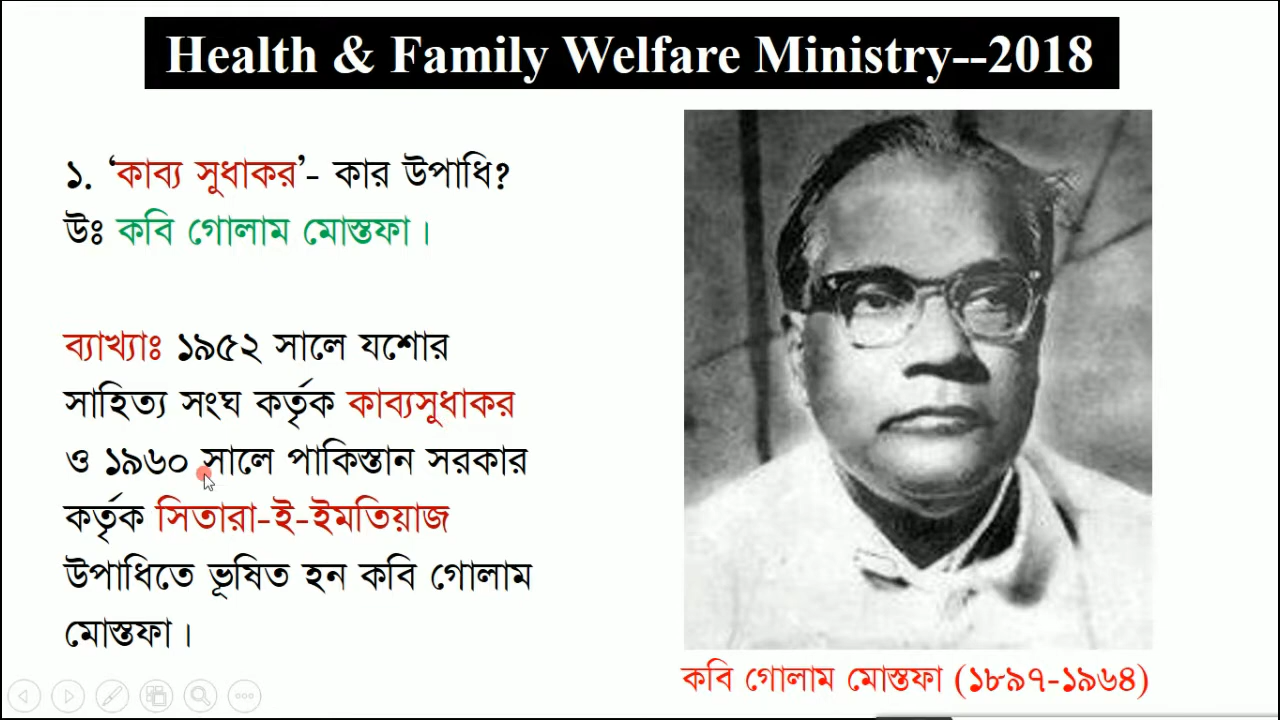 Health & Family Welfare Ministry--2018
১. ‘কাব্য সুধাকর’- কার উপাধি?
উঃ কবি গোলাম মোস্তফা।
ব্যাখ্যাঃ ১৯৫২ সালে যশোর
সাহিত্য সংঘ কর্তৃক কাব্যসুধাকর
ও ১৯৬০ সালে পাকিস্তান সরকার
কর্তৃক সিতারা-ই-ইমতিয়াজ
উপাধিতে ভূষিত হন কবি গোলাম
মোস্তফা।
কবি গোলাম মোস্তফা (১৮৯৭-১৯৬৪)